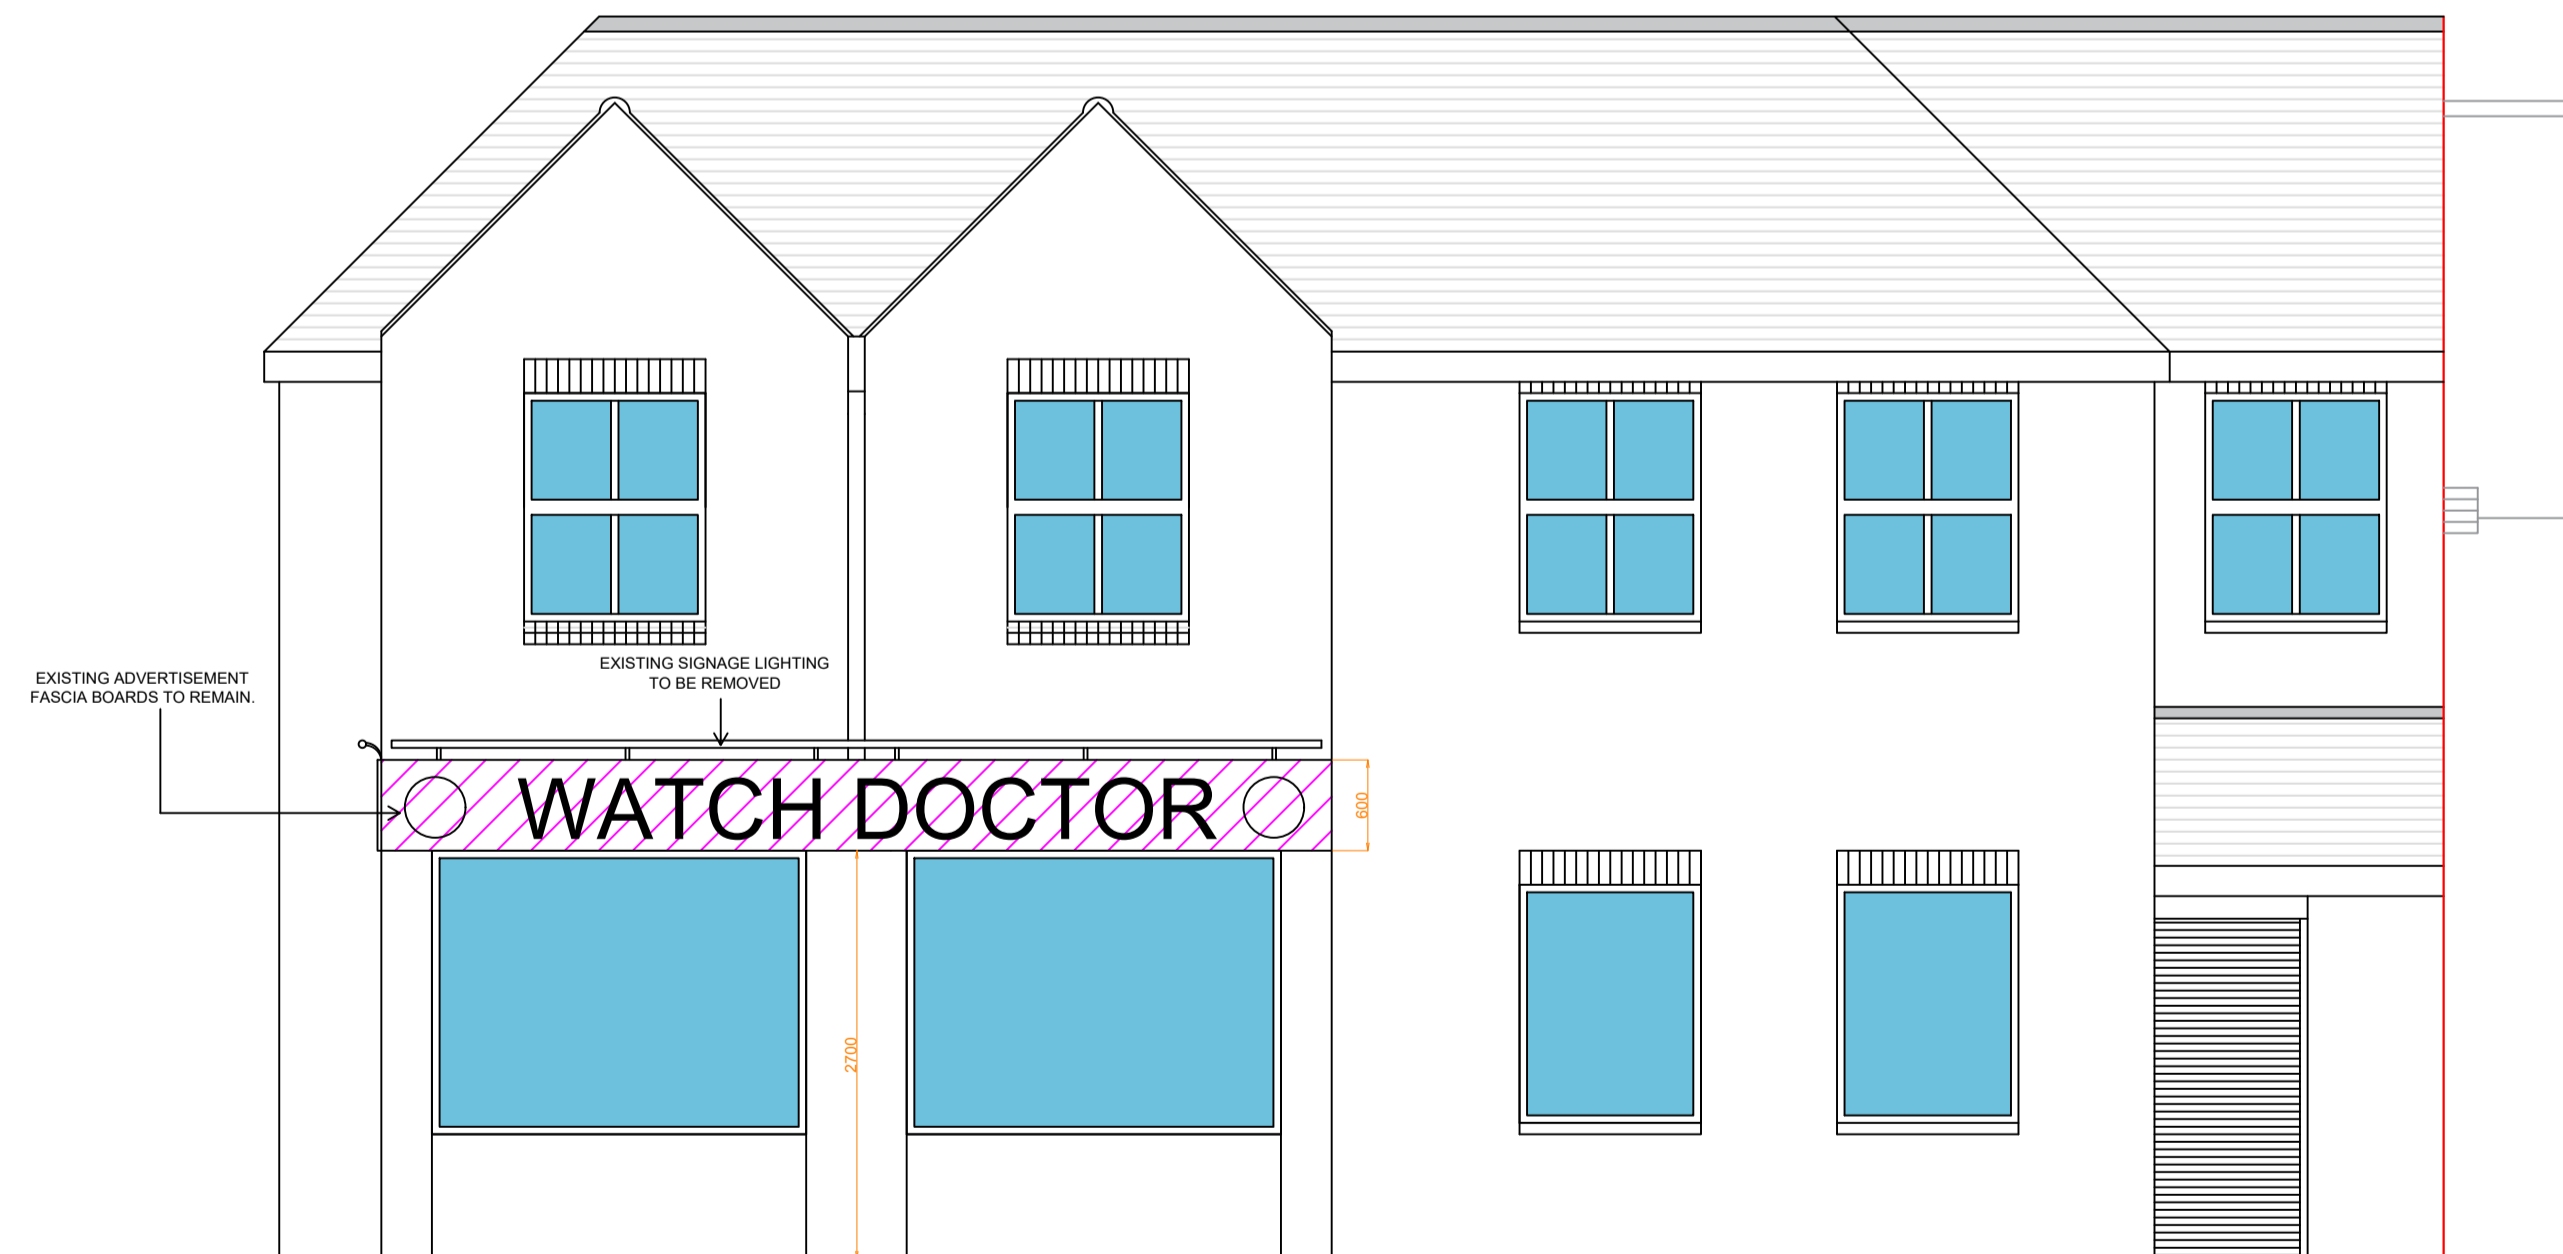 EXISTING SIGNAGE LIGHTING
TO BE REMOVED
EXISTING ADVERTISEMENT
FASCIA BOARDS TO REMAIN.
WATCH DOCTOR
600
2700